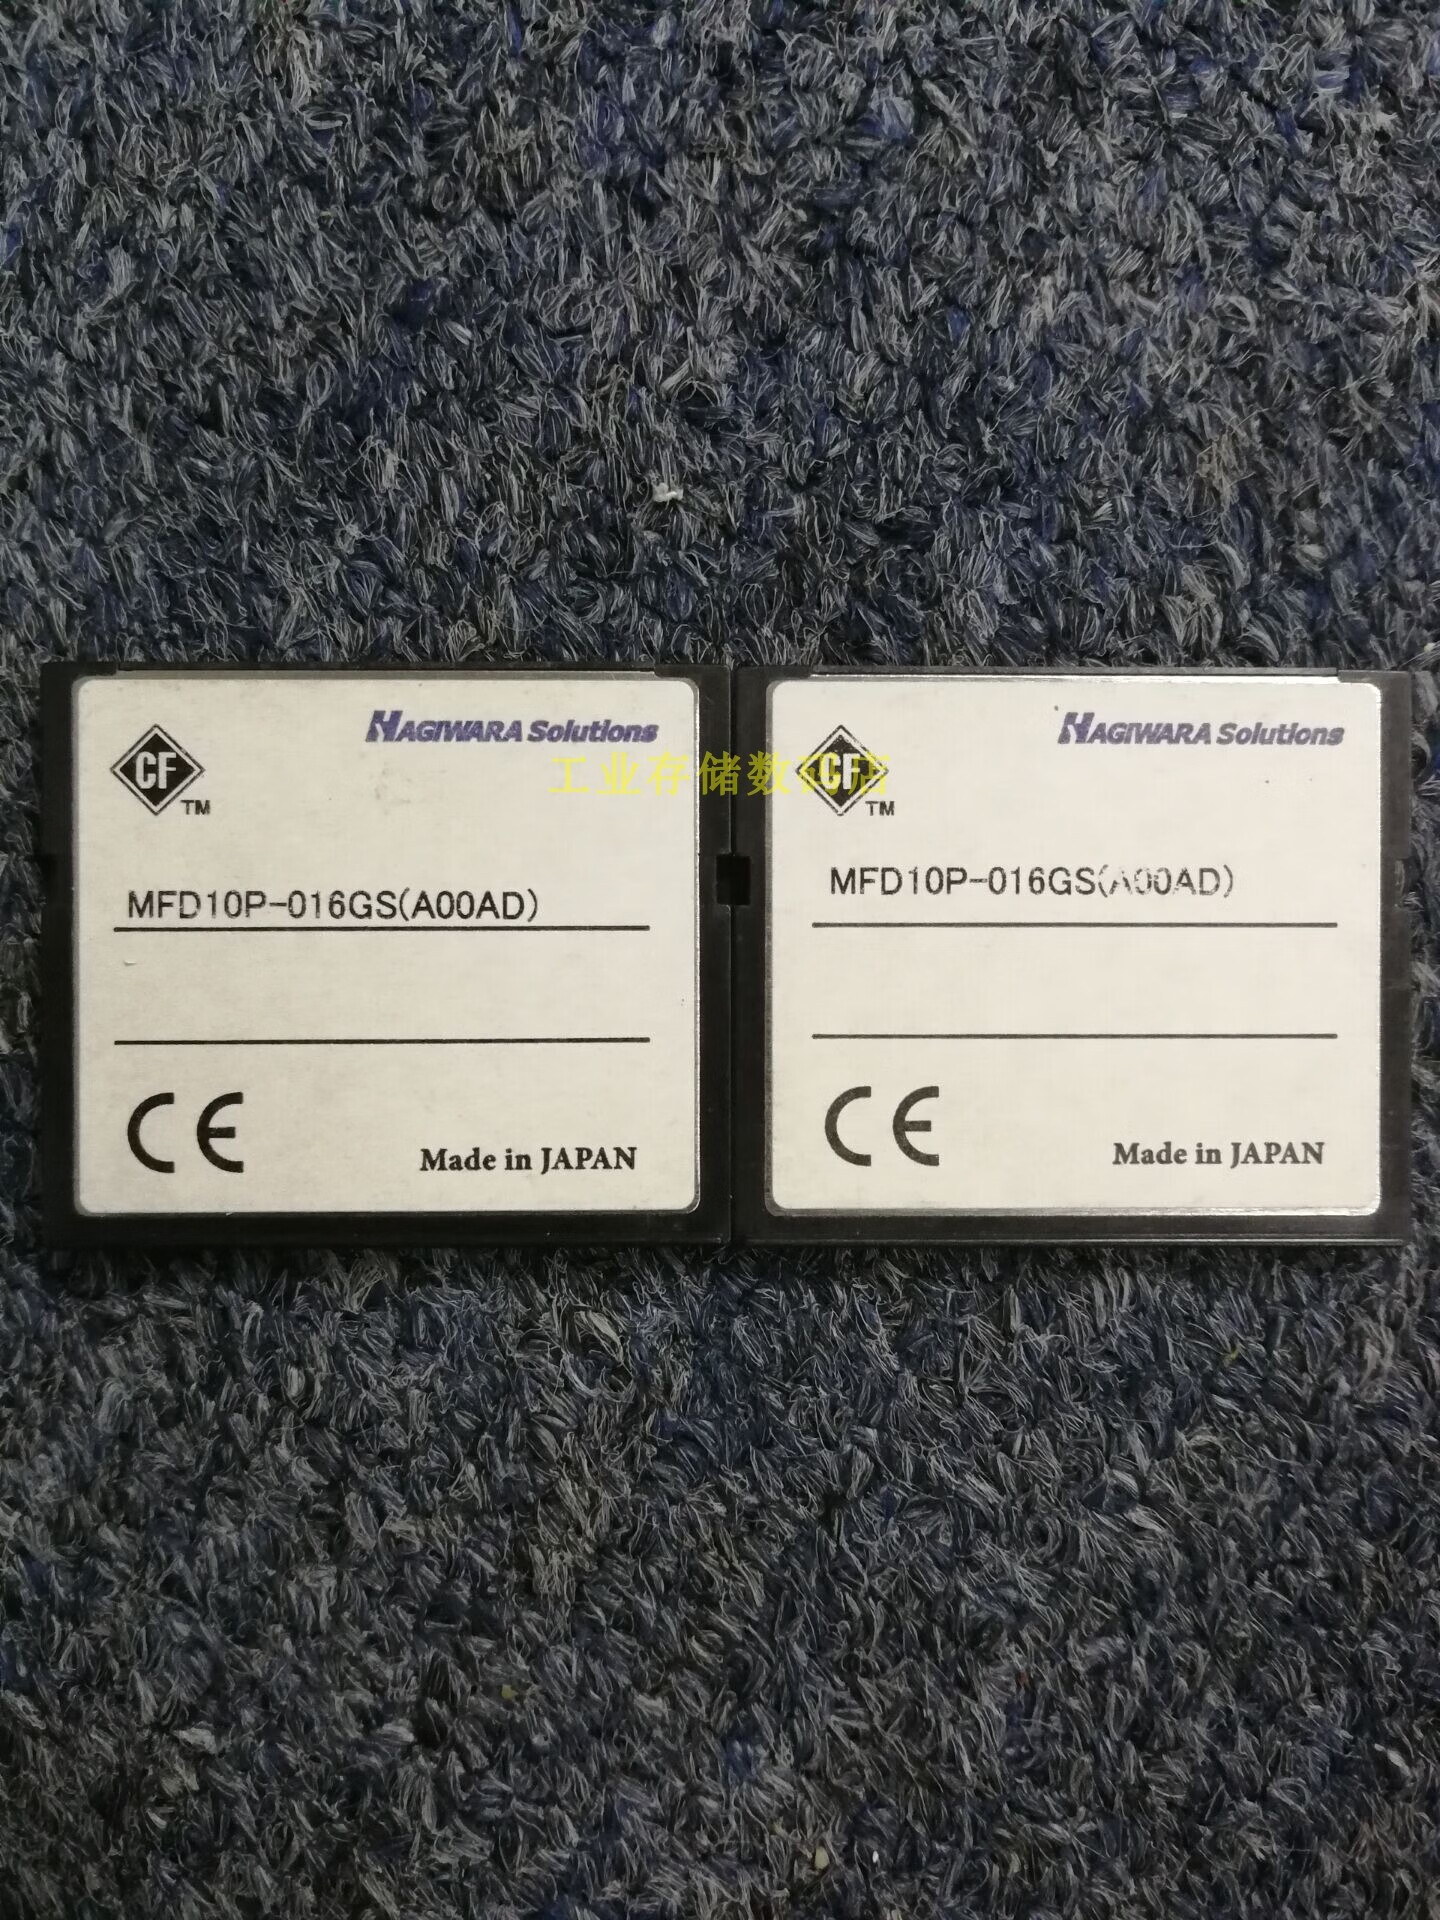 HAGIWARA Solutions
CF
TM
MFD10P-016GS(A00AD)
CE
Made in JAPAN
HAGIWARA Solutions
CF
TM
MFD10P-016GS(A00AD)
CE
Made in JAPAN
工业存储数码店